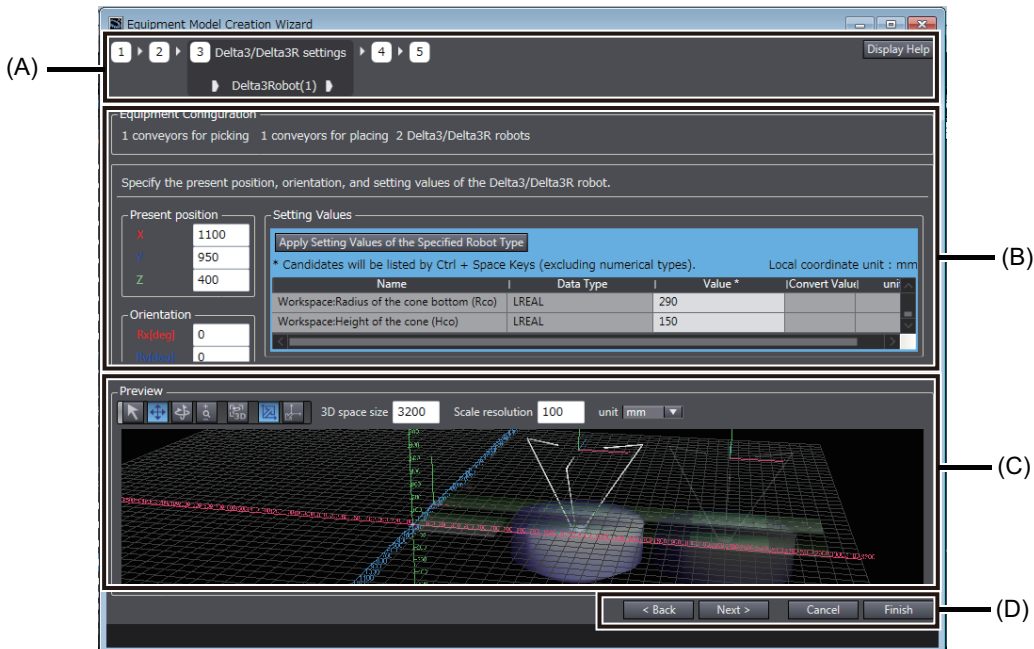 Equipment Model Creation Wizard
1 2 3 Delta3/Delta3R settings 4 5 Display Help
Delta3Robot(1)
(A)
Equipment Configuration
1 conveyors for picking 1 conveyors for placing 2 Delta3/Delta3R robots
Specify the present position, orientation, and setting values of the Delta3/Delta3R robot.
Present position
X 1100
Y 950
Z 400
Orientation
Rx[deg] 0
Ry[deg] 0
Setting Values
Apply Setting Values of the Specified Robot Type
* Candidates will be listed by Ctrl + Space Keys (excluding numerical types). Local coordinate unit : mm
Name Data Type Value * Convert Value uni
Workspace:Radius of the cone bottom (Rco) LREAL 290
Workspace:Height of the cone (Hco) LREAL 150
(B)
Preview
3D space size 3200 Scale resolution 100 unit mm
(C)
< Back Next > Cancel Finish
(D)